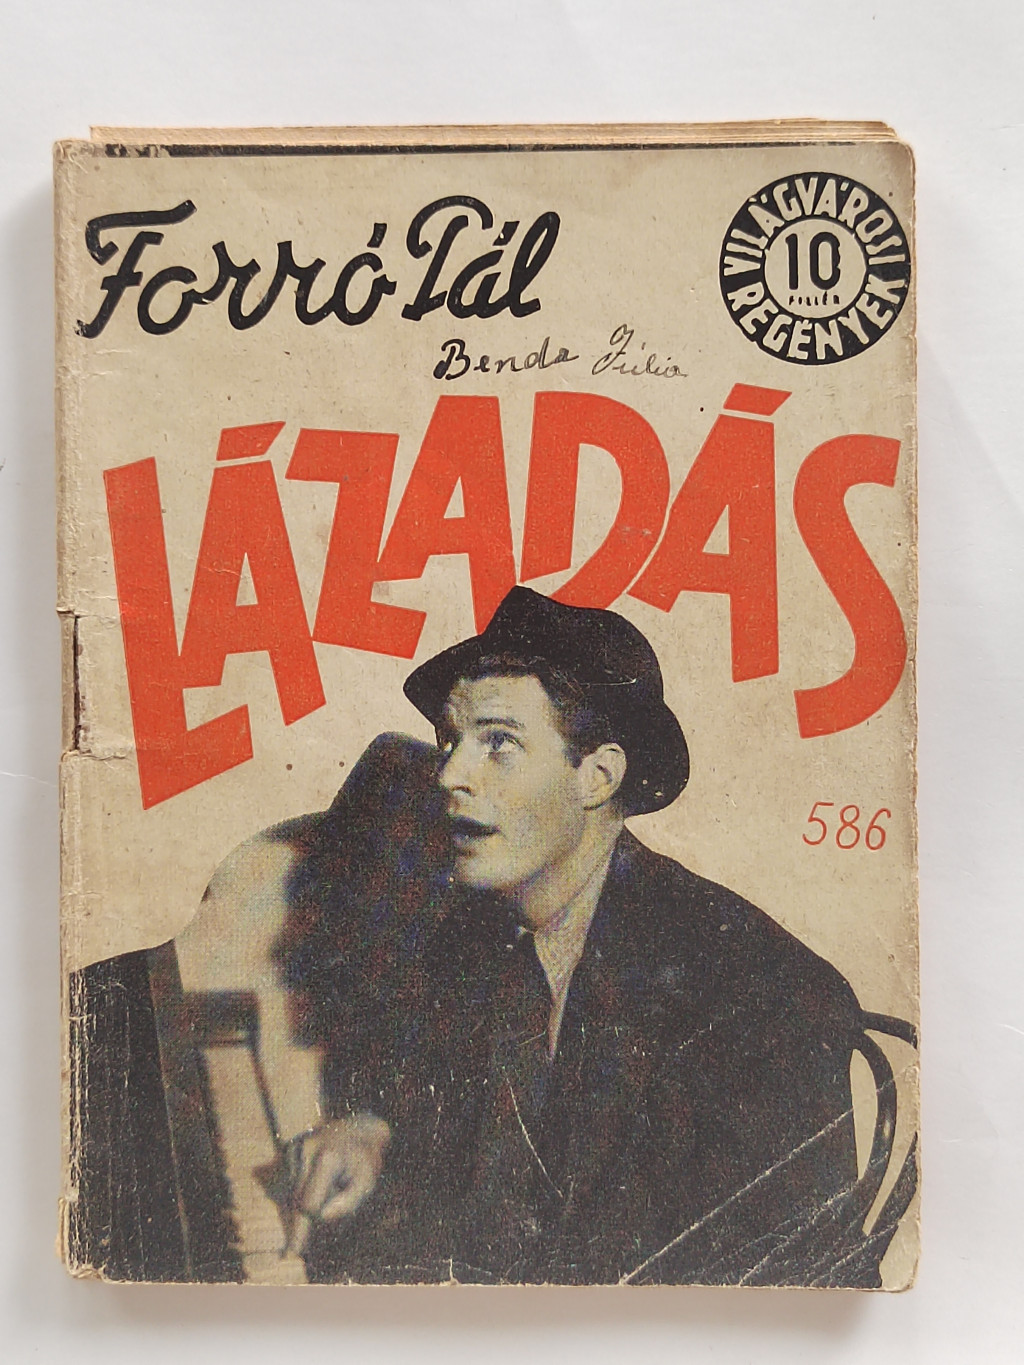 Forró Pál
VILÁGVÁROSI
10
FILLÉR
REGÉNYEK
Benda Júlia
LÁZADÁS
586